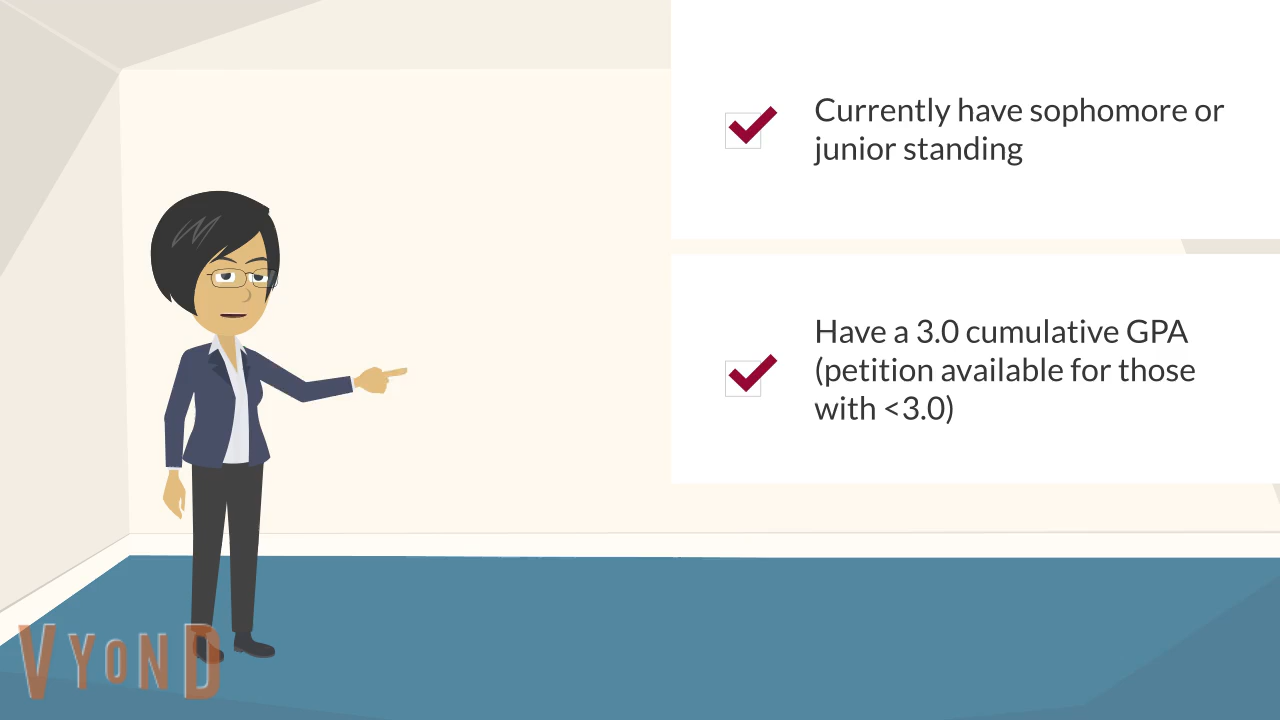 Currently have sophomore or
junior standing
Have a 3.0 cumulative GPA
(petition available for those
with <3.0)
VYOND